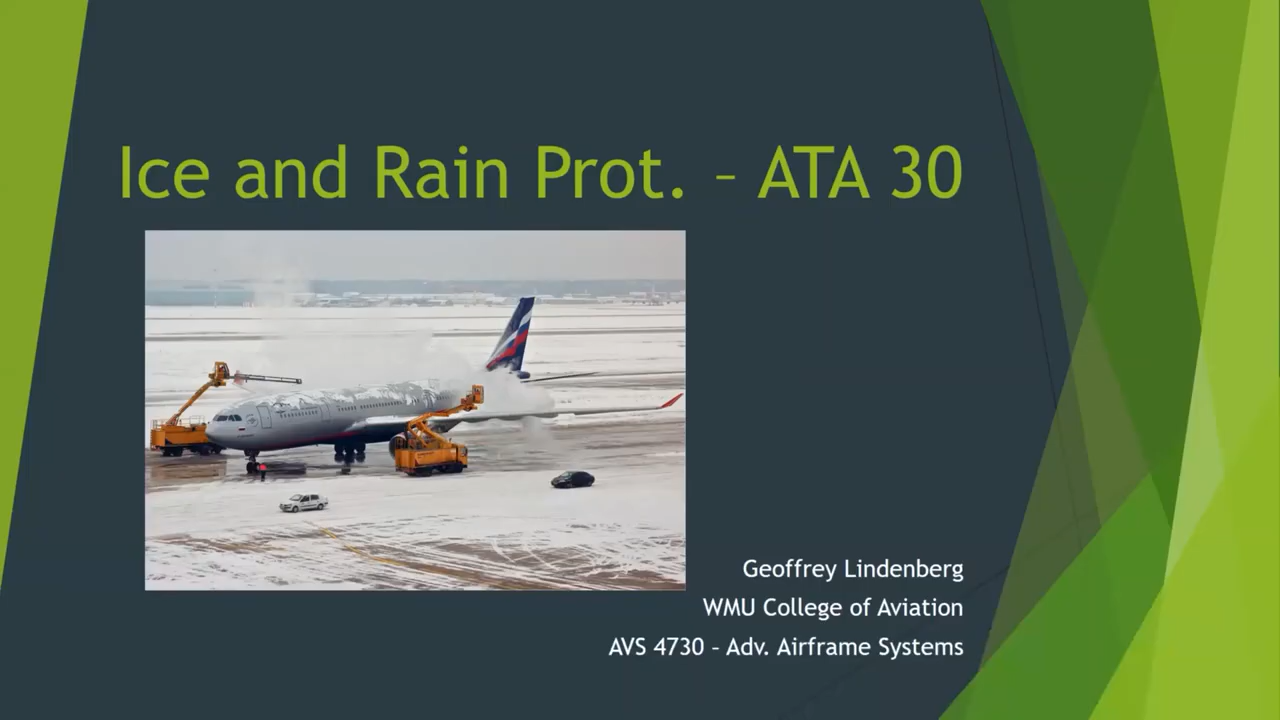 Ice and Rain Prot. – ATA 30
Geoffrey Lindenberg
WMU College of Aviation
AVS 4730 – Adv. Airframe Systems